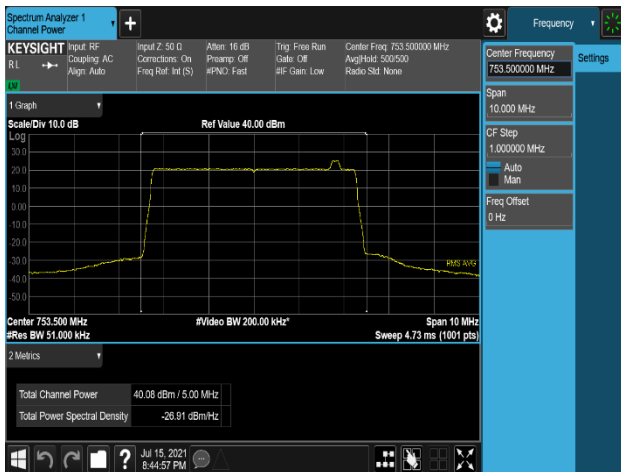 Spectrum Analyzer 1
Channel Power
+
Frequency
KEYSIGHT
R L
LXI
Input: RF
Coupling: AC
Align: Auto
Input Z: 50 Ω
Corrections: On
Freq Ref: Int (S)
Atten: 16 dB
Preamp: Off
#PNO: Fast
Trig: Free Run
Gate: Off
#IF Gain: Low
Center Freq: 753.500000 MHz
Avg|Hold: 500/500
Radio Std: None
Center Frequency
753.500000 MHz
Settings
Span
10.000 MHz
CF Step
1.000000 MHz
Auto
Man
Freq Offset
0 Hz
1 Graph
Scale/Div 10.0 dB
Ref Value 40.00 dBm
Log
30.0
20.0
10.0
0.00
-10.0
-20.0
-30.0
-40.0
-50.0
RMS AVG
Center 753.500 MHz
#Video BW 200.00 kHz*
Span 10 MHz
#Res BW 51.000 kHz
Sweep 4.73 ms (1001 pts)
2 Metrics
Total Channel Power 40.08 dBm / 5.00 MHz
Total Power Spectral Density -26.91 dBm/Hz
?
Jul 15, 2021
8:44:57 PM